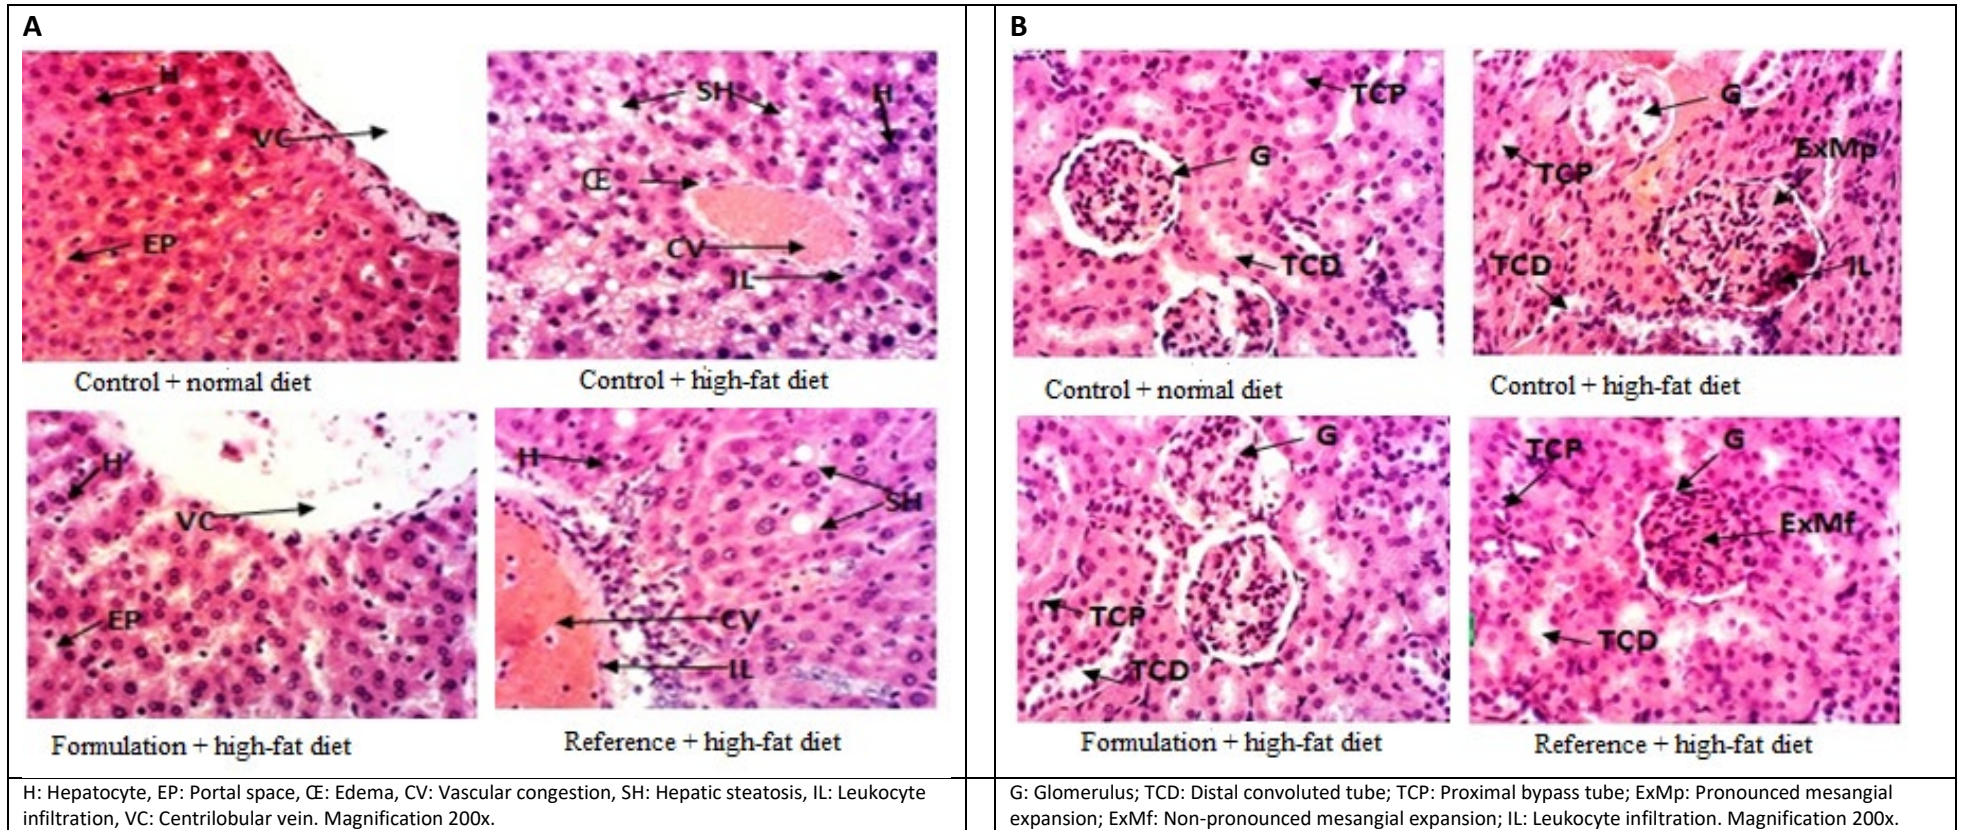 A
H
VC
EP
Control + normal diet
SH
H
Œ
CV
IL
Control + high-fat diet
H
VC
EP
Formulation + high-fat diet
H
SH
CV
IL
Reference + high-fat diet
H: Hepatocyte, EP: Portal space, Œ: Edema, CV: Vascular congestion, SH: Hepatic steatosis, IL: Leukocyte
infiltration, VC: Centrilobular vein. Magnification 200x.
B
TCP
G
TCD
Control + normal diet
G
ExMp
TCP
TCD
IL
Control + high-fat diet
G
TCP
TCD
Formulation + high-fat diet
TCP
G
ExMf
TCD
Reference + high-fat diet
G: Glomerulus; TCD: Distal convoluted tube; TCP: Proximal bypass tube; ExMp: Pronounced mesangial
expansion; ExMf: Non-pronounced mesangial expansion; IL: Leukocyte infiltration. Magnification 200x.